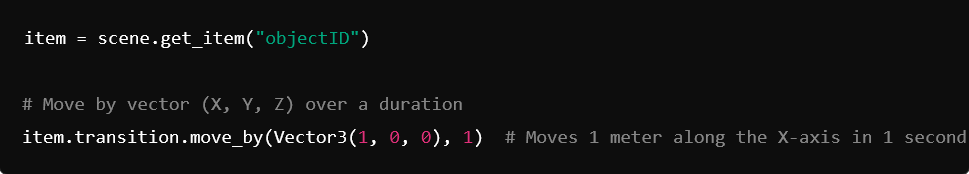 item = scene.get_item("objectID")
# Move by vector (X, Y, Z) over a duration
item.transition.move_by(Vector3(1, 0, 0), 1)  # Moves 1 meter along the X-axis in 1 second